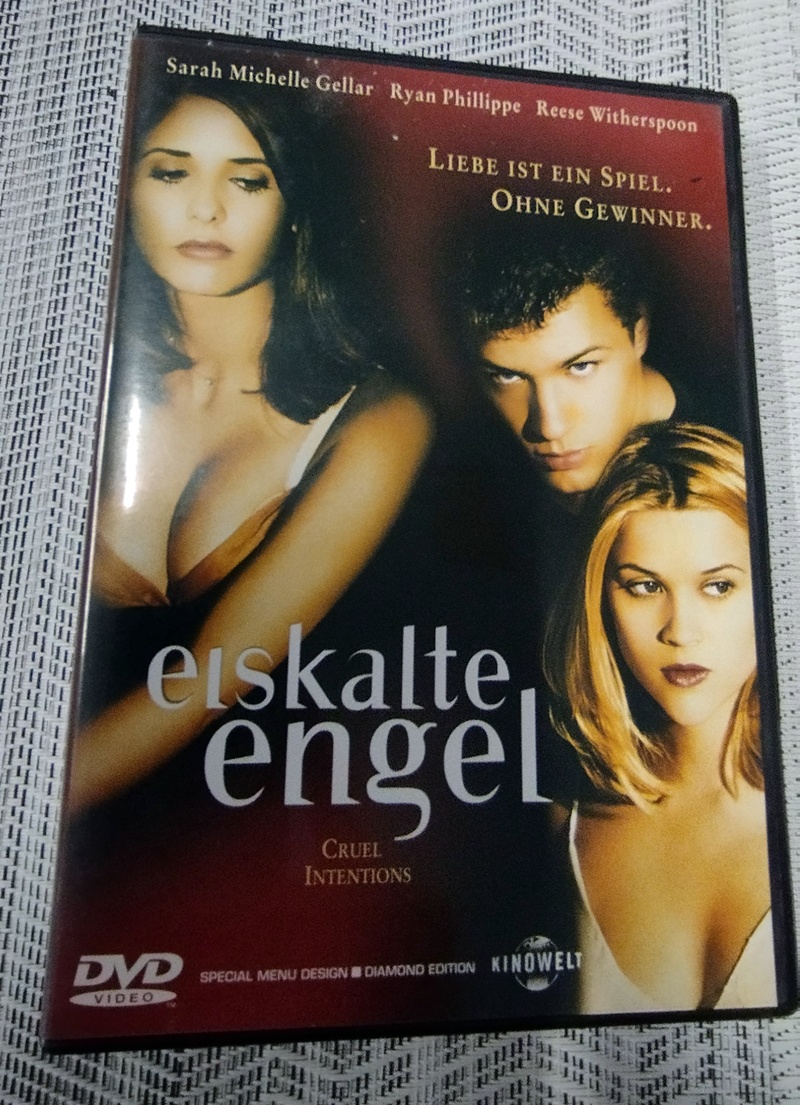 Sarah Michelle Gellar Ryan Phillippe Reese Witherspoon
LIEBE IST EIN SPIEL.
OHNE GEWINNER.
eiskalte
engel
CRUEL
INTENTIONS
DVD
VIDEO
TM
SPECIAL MENU DESIGN ■ DIAMOND EDITION
KINOWELT